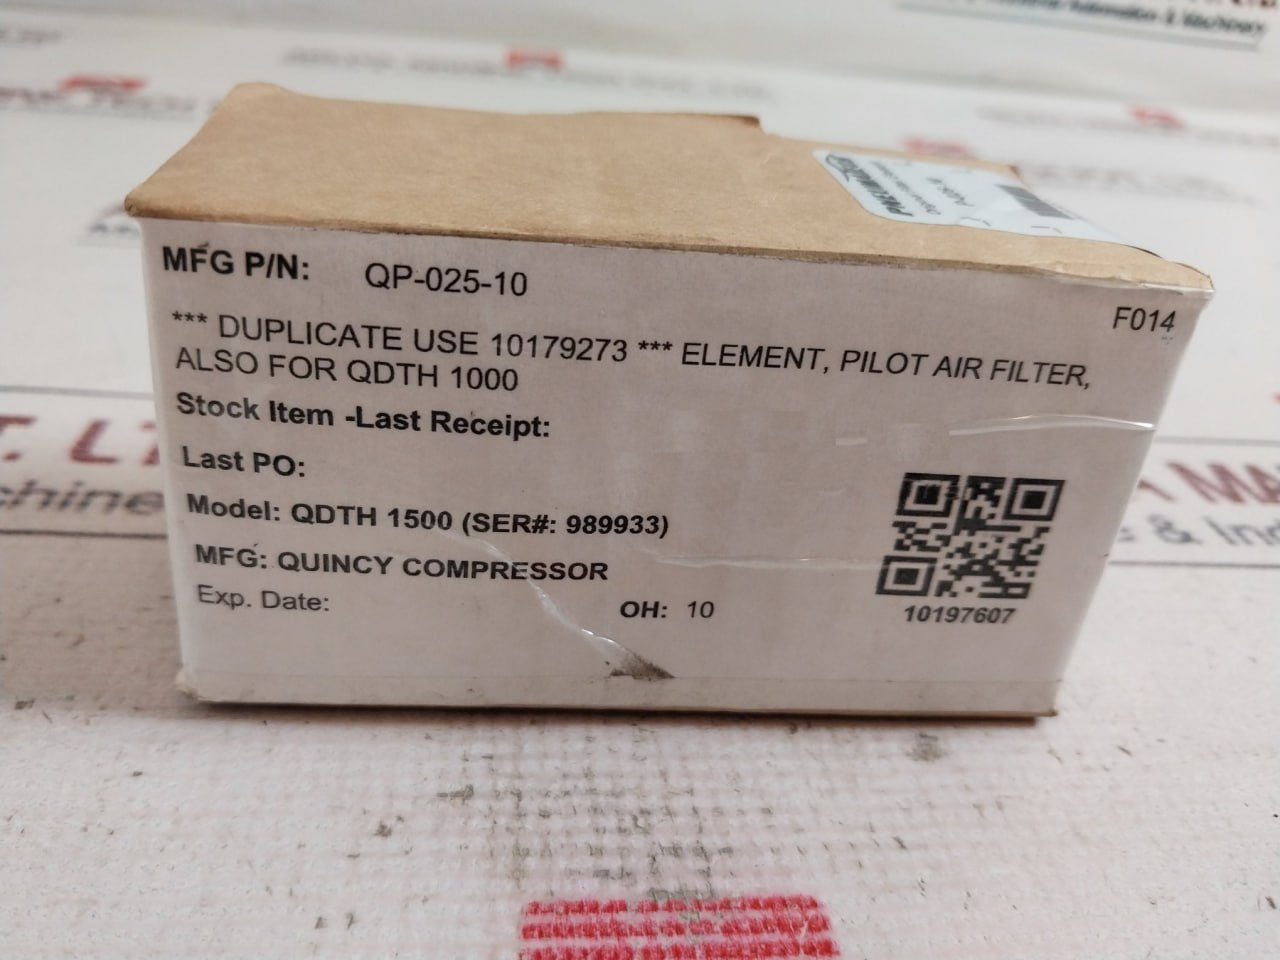 MFG P/N: QP-025-10
F014
*** DUPLICATE USE 10179273 *** ELEMENT, PILOT AIR FILTER,
ALSO FOR QDTH 1000
Stock Item -Last Receipt:
Last PO:
Model: QDTH 1500 (SER#: 989933)
MFG: QUINCY COMPRESSOR
Exp. Date:
OH: 10
10197607